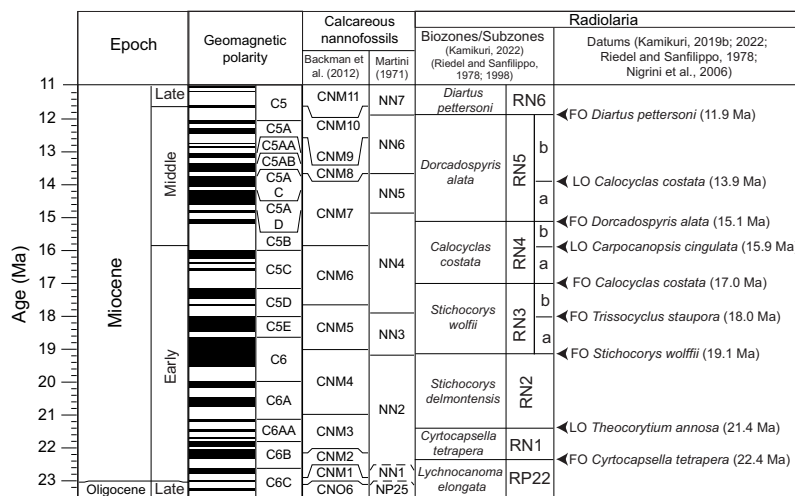 Epoch
Geomagnetic
polarity
Calcareous
nannofossils
Backman et
al. (2012)
Martini
(1971)
Radiolaria
Biozones/Subzones
(Kamikuri, 2022)
(Riedel and Sanfilippo,
1978; 1998)
Datums (Kamikuri, 2019b; 2022;
Riedel and Sanfilippo, 1978;
Nigrini et al., 2006)
Age (Ma)
11
12
13
14
15
16
17
18
19
20
21
22
23
Miocene
Oligocene
Late
Middle
Early
Late
C5
C5A
C5AA
C5AB
C5A
C
C5A
D
C5B
C5C
C5D
C5E
C6
C6A
C6AA
C6B
C6C
CNM11
CNM10
CNM9
CNM8
CNM7
CNM6
CNM5
CNM4
CNM3
CNM2
CNM1
CNO6
NN7
NN6
NN5
NN4
NN3
NN2
NN1
NP25
Diartus
pettersoni
RN6
Dorcadospyris
alata
RN5
b
a
Calocyclas
costata
RN4
b
a
Stichocorys
wolfii
RN3
b
a
Stichocorys
delmontensis
RN2
Cyrtocapsella
tetrapera
RN1
Lychnocanoma
elongata
RP22
FO Diartus pettersoni (11.9 Ma)
LO Calocyclas costata (13.9 Ma)
FO Dorcadospyris alata (15.1 Ma)
LO Carpocanopsis cingulata (15.9 Ma)
FO Calocyclas costata (17.0 Ma)
FO Trissocyclus staupora (18.0 Ma)
FO Stichocorys wolffii (19.1 Ma)
LO Theocorytium annosa (21.4 Ma)
FO Cyrtocapsella tetrapera (22.4 Ma)